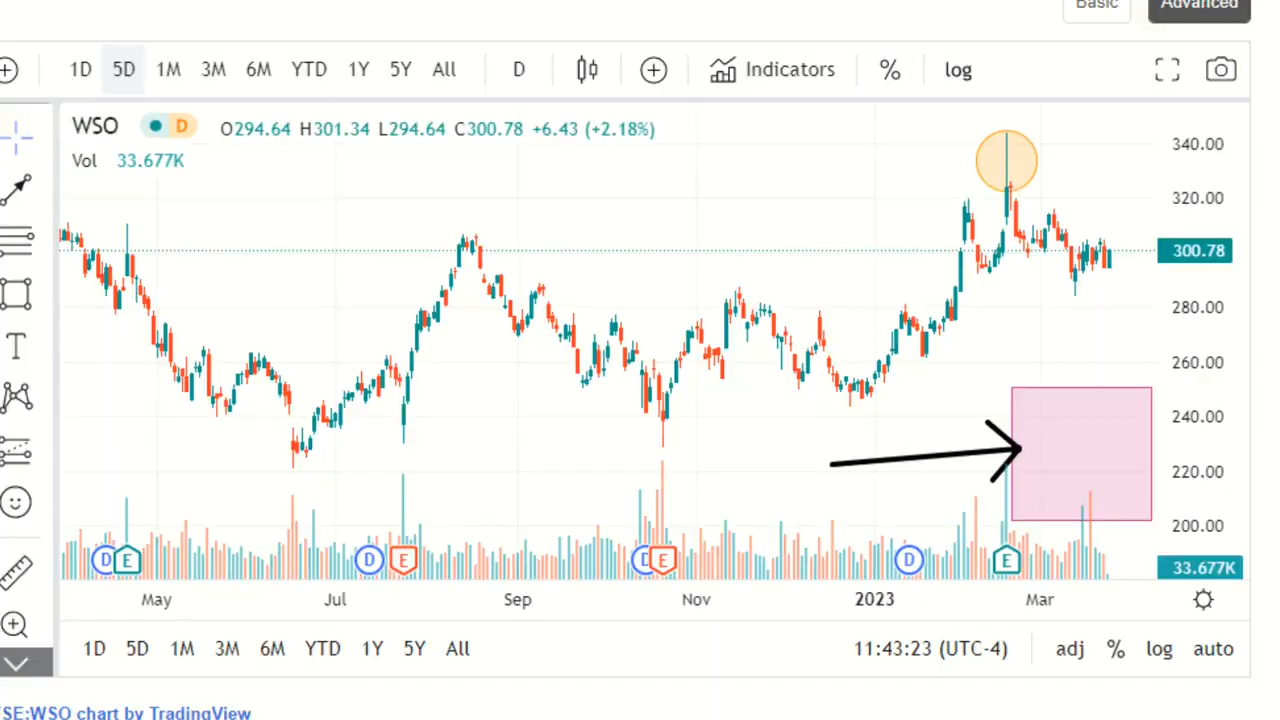 Basic Advanced
1D 5D 1M 3M 6M YTD 1Y 5Y All D Indicators % log
WSO D O294.64 H301.34 L294.64 C300.78 +6.43 (+2.18%)
Vol 33.677K
340.00
320.00
300.78
280.00
260.00
240.00
220.00
200.00
T
D E D E D E D E
33.677K
May Jul Sep Nov 2023 Mar
1D 5D 1M 3M 6M YTD 1Y 5Y All 11:43:23 (UTC-4) adj % log auto
SE:WSO chart by TradingView